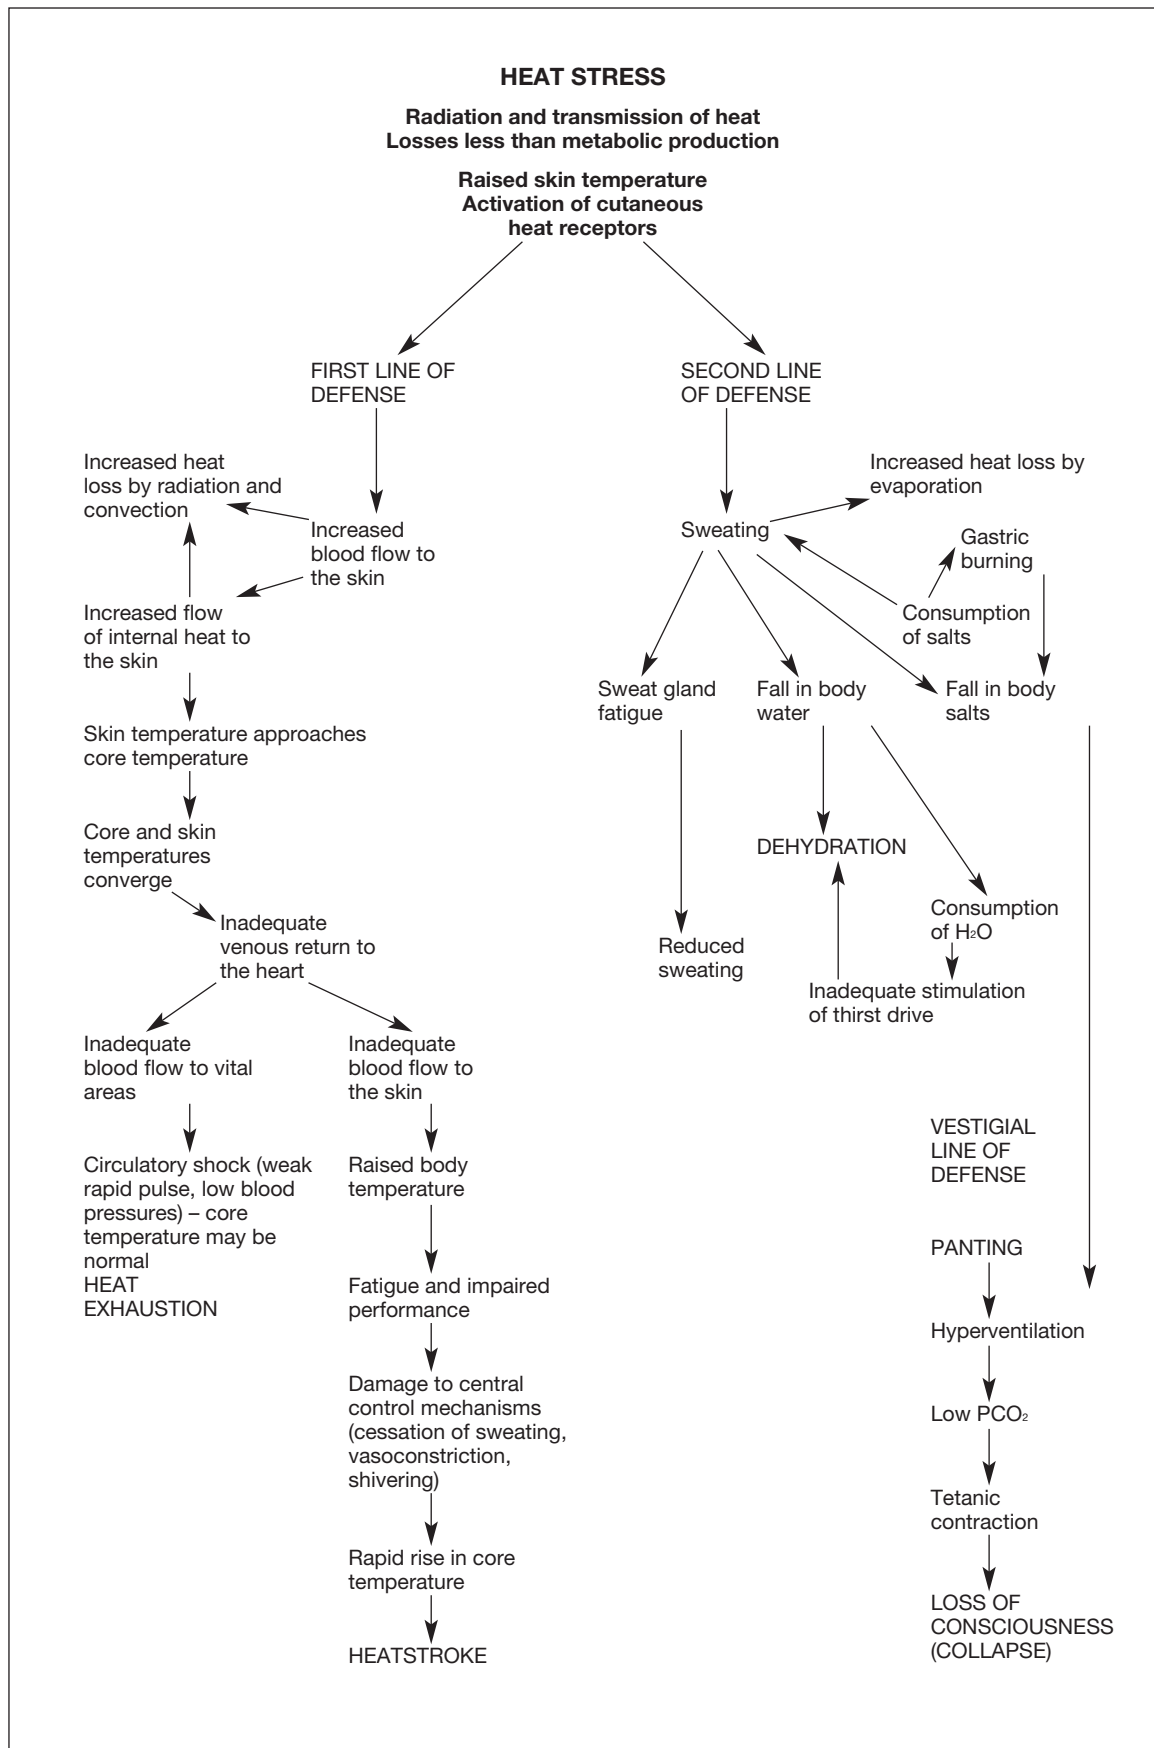 HEAT STRESS
Radiation and transmission of heat
Losses less than metabolic production
Raised skin temperature
Activation of cutaneous
heat receptors
FIRST LINE OF
DEFENSE
SECOND LINE
OF DEFENSE
Increased heat
loss by radiation and
convection
Increased
blood flow to
the skin
Increased flow
of internal heat to
the skin
Skin temperature approaches
core temperature
Core and skin
temperatures
converge
Inadequate
venous return to
the heart
Inadequate
blood flow to vital
areas
Circulatory shock (weak
rapid pulse, low blood
pressures) – core
temperature may be
normal
HEAT
EXHAUSTION
Inadequate
blood flow to
the skin
Raised body
temperature
Fatigue and impaired
performance
Damage to central
control mechanisms
(cessation of sweating,
vasoconstriction,
shivering)
Rapid rise in core
temperature
HEATSTROKE
Increased heat loss by
evaporation
Sweating
Gastric
burning
Consumption
of salts
Sweat gland
fatigue
Fall in body
water
Fall in body
salts
DEHYDRATION
Reduced
sweating
Consumption
of H₂O
Inadequate stimulation
of thirst drive
VESTIGIAL
LINE OF
DEFENSE
PANTING
Hyperventilation
Low PCO₂
Tetanic
contraction
LOSS OF
CONSCIOUSNESS
(COLLAPSE)